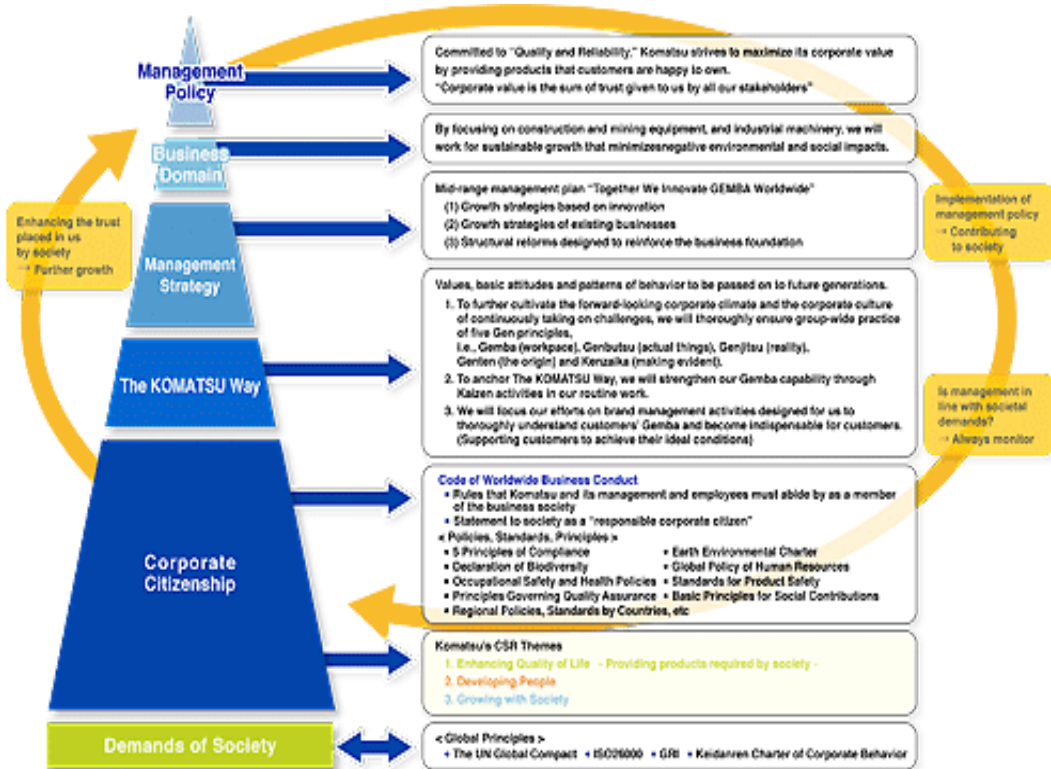 Management
Policy
Committed to "Quality and Reliability," Komatsu strives to maximize its corporate value
by providing products that customers are happy to own.
"Corporate value is the sum of trust given to us by all our stakeholders"
Business
Domain
By focusing on construction and mining equipment, and industrial machinery, we will
work for sustainable growth that minimizesnegative environmental and social impacts.
Enhancing the trust
placed in us
by society
→ Further growth
Management
Strategy
Mid-range management plan "Together We Innovate GEMBA Worldwide"
(1) Growth strategies based on innovation
(2) Growth strategies of existing businesses
(3) Structural reforms designed to reinforce the business foundation
Implementation of
management policy
→ Contributing
to society
The KOMATSU Way
Values, basic attitudes and patterns of behavior to be passed on to future generations.
1. To further cultivate the forward-looking corporate climate and the corporate culture
of continuously taking on challenges, we will thoroughly ensure group-wide practice
of five Gen principles,
i.e., Gemba (workpace), Genbutsu (actual things), Genjitsu (reality),
Genten (the origin) and Kenzaika (making evident).
2. To anchor The KOMATSU Way, we will strengthen our Gemba capability through
Kaizen activities in our routine work.
3. We will focus our efforts on brand management activities designed for us to
thoroughly understand customers' Gemba and become indispensable for customers.
(Supporting customers to achieve their ideal conditions)
Is management in
line with societal
demands?
→ Always monitor
Corporate
Citizenship
Code of Worldwide Business Conduct
• Rules that Komatsu and its management and employees must abide by as a member
of the business society
• Statement to society as a "responsible corporate citizen"
< Policies, Standards, Principles >
• 5 Principles of Compliance • Earth Environmental Charter
• Declaration of Biodiversity • Global Policy of Human Resources
• Occupational Safety and Health Policies • Standards for Product Safety
• Principles Governing Quality Assurance • Basic Principles for Social Contributions
• Regional Policies, Standards by Countries, etc
Komatsu's CSR Themes
1. Enhancing Quality of Life - Providing products required by society -
2. Developing People
3. Growing with Society
Demands of Society
< Global Principles >
• The UN Global Compact • ISO26000 • GRI • Keidanren Charter of Corporate Behavior